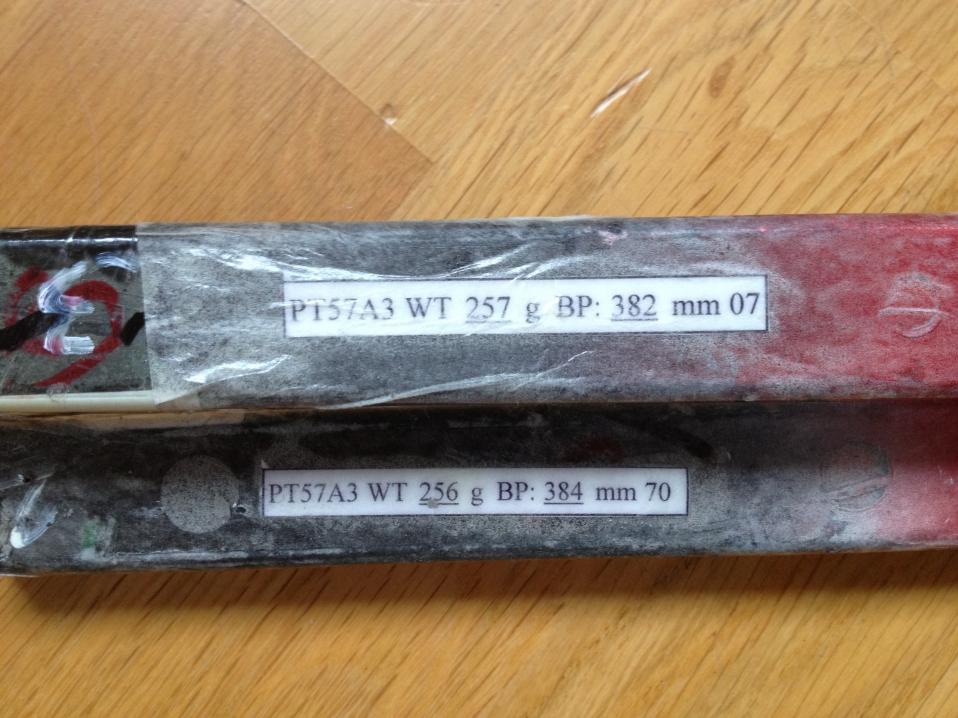 PT57A3 WT 257 g BP: 382 mm 07
PT57A3 WT 256 g BP: 384 mm 70